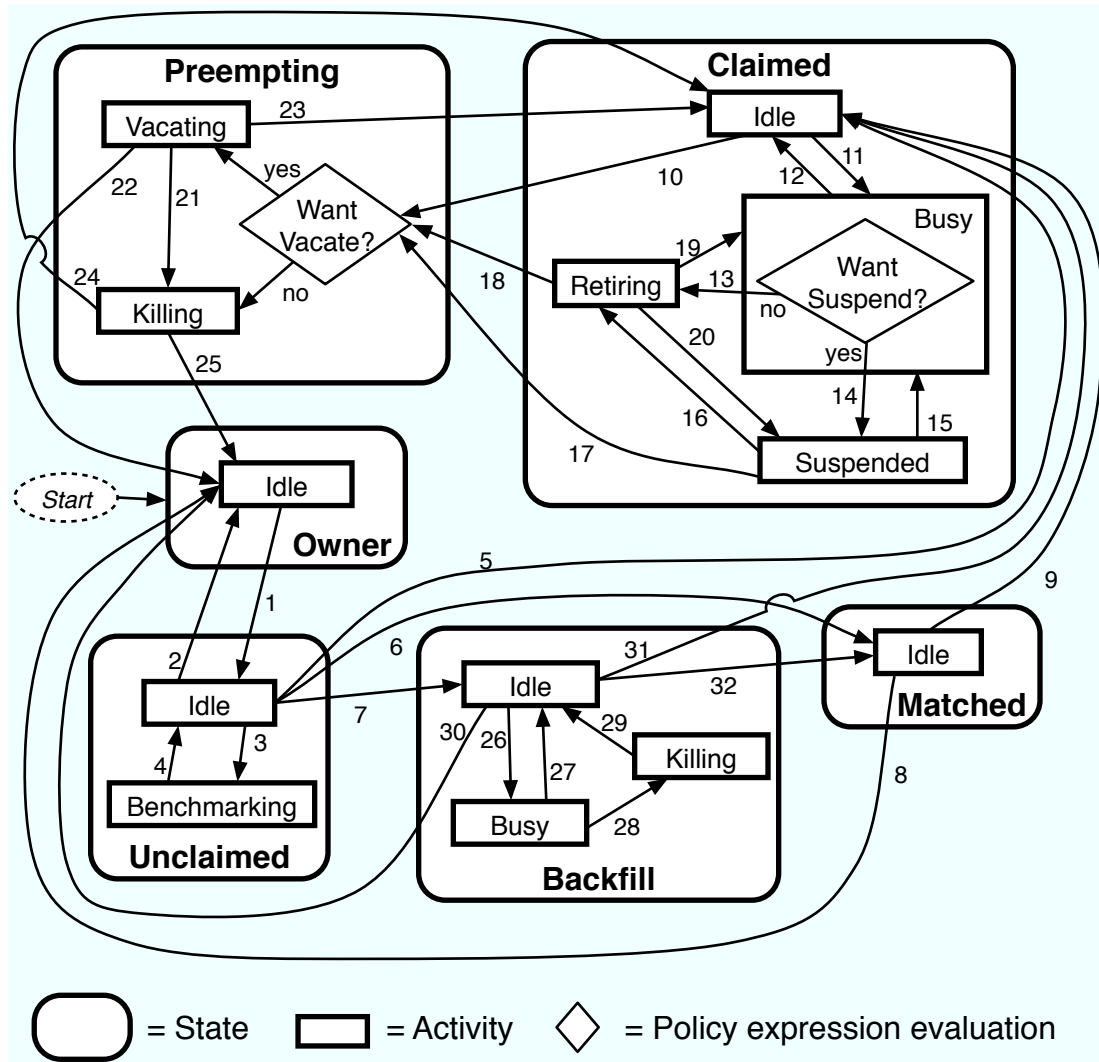 Preempting
Vacating
23
22
21
yes
Want
Vacate?
no
24
Killing
25
Claimed
Idle
10
11
12
Busy
Want
Suspend?
19
13
no
Retiring
18
20
yes
14
15
16
17
Suspended
Start
Idle
Owner
1
2
5
6
9
Idle
7
3
4
Benchmarking
Unclaimed
31
32
Idle
30
26
27
29
Killing
Busy
28
Backfill
Idle
Matched
8
= State
= Activity
= Policy expression evaluation